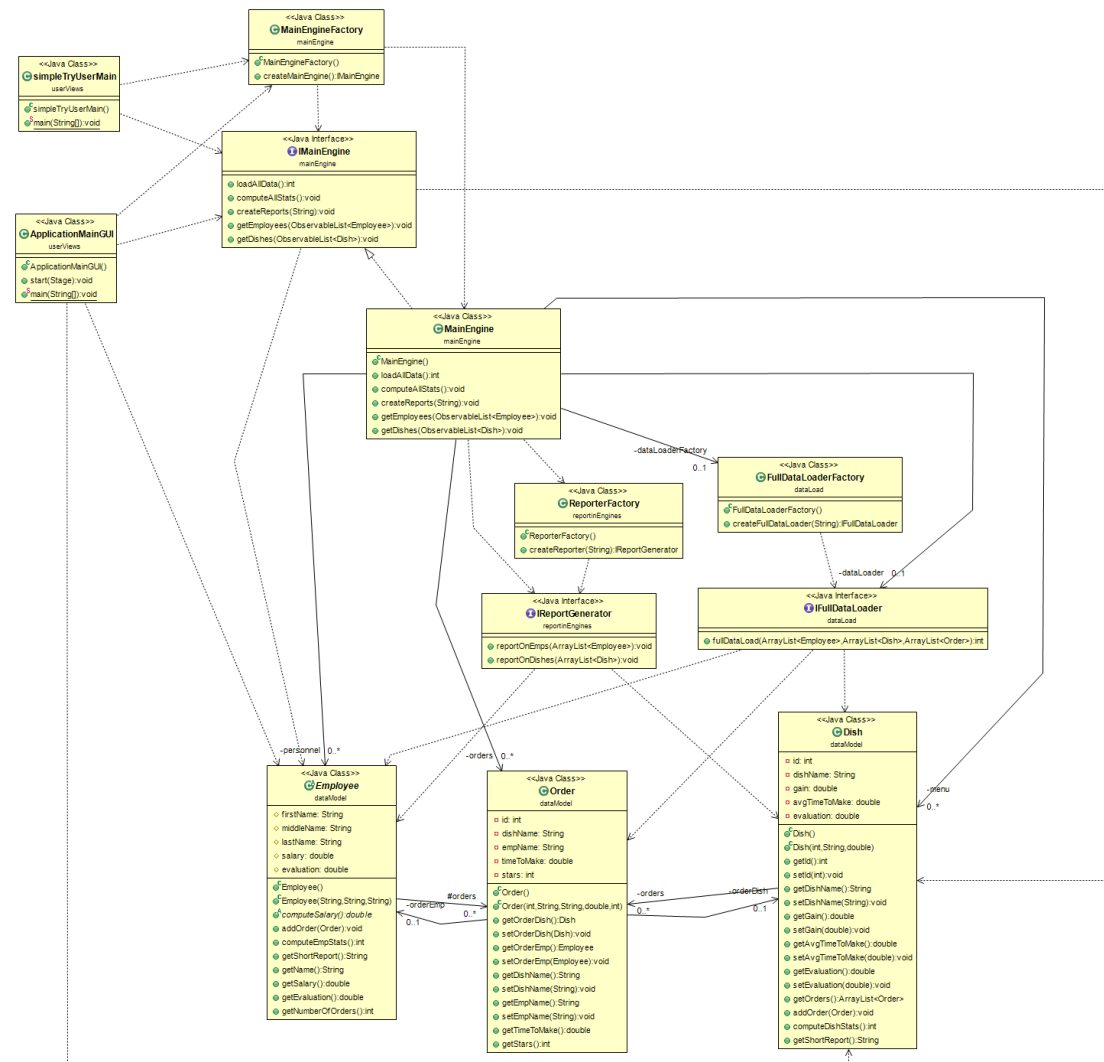 <<Java Class>>
MainEngineFactory
mainEngine
MainEngineFactory()
createMainEngine():IMainEngine
<<Java Class>>
simpleTryUserMain
userViews
simpleTryUserMain()
main(String[]):void
<<Java Interface>>
IMainEngine
mainEngine
loadAllData():int
computeAllStats():void
createReports(String):void
getEmployees(ObservableList<Employee>):void
getDishes(ObservableList<Dish>):void
<<Java Class>>
ApplicationMainGUI
userViews
ApplicationMainGUI()
start(Stage):void
main(String[]):void
<<Java Class>>
MainEngine
mainEngine
MainEngine()
loadAllData():int
computeAllStats():void
createReports(String):void
getEmployees(ObservableList<Employee>):void
getDishes(ObservableList<Dish>):void
-dataLoaderFactory
0..1
<<Java Class>>
FullDataLoaderFactory
dataLoad
FullDataLoaderFactory()
createFullDataLoader(String):IFullDataLoader
<<Java Class>>
ReporterFactory
reportinEngines
ReporterFactory()
createReporter(String):IReportGenerator
-dataLoader 0..1
<<Java Interface>>
IReportGenerator
reportinEngines
reportOnEmps(ArrayList<Employee>):void
reportOnDishes(ArrayList<Dish>):void
<<Java Interface>>
IFullDataLoader
dataLoad
fullDataLoad(ArrayList<Employee>,ArrayList<Dish>,ArrayList<Order>):int
-personnel 0..*
-orders 0..*
-menu
0..*
<<Java Class>>
Employee
dataModel
firstName: String
middleName: String
lastName: String
salary: double
evaluation: double
Employee()
Employee(String,String,String)
computeSalary():double
addOrder(Order):void
computeEmpStats():int
getShortReport():String
getName():String
getSalary():double
getEvaluation():double
getNumberOfOrders():int
#orders
0..*
-orderEmp
0..1
<<Java Class>>
Order
dataModel
id: int
dishName: String
empName: String
timeToMake: double
stars: int
Order()
Order(int,String,String,double,int)
getOrderDish():Dish
setOrderDish(Dish):void
getOrderEmp():Employee
setOrderEmp(Employee):void
getDishName():String
setDishName(String):void
getEmpName():String
setEmpName(String):void
getTimeToMake():double
getStars():int
-orders
0..*
-orderDish
0..1
<<Java Class>>
Dish
dataModel
id: int
dishName: String
gain: double
avgTimeToMake: double
evaluation: double
Dish()
Dish(int,String,double)
getId():int
setId(int):void
getDishName():String
setDishName(String):void
getGain():double
setGain(double):void
getAvgTimeToMake():double
setAvgTimeToMake(double):void
getEvaluation():double
setEvaluation(double):void
getOrders():ArrayList<Order>
addOrder(Order):void
computeDishStats():int
getShortReport():String